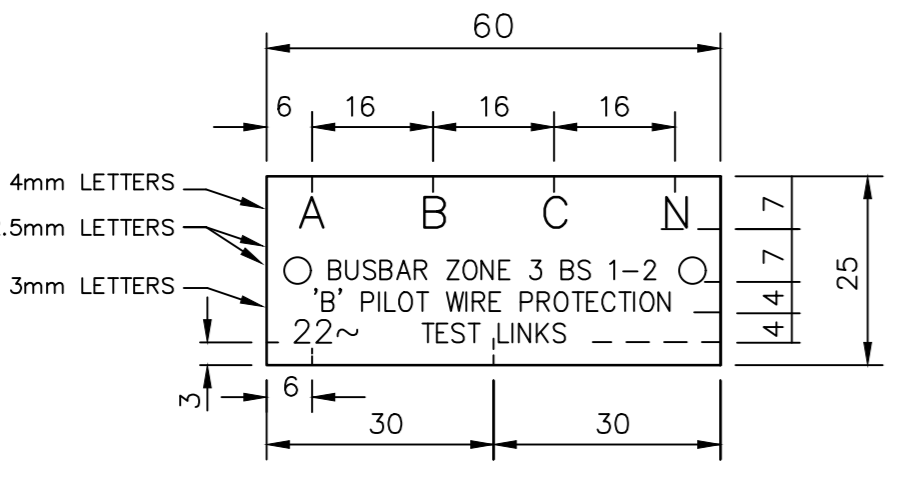 60
6 16 16 16
4mm LETTERS
.5mm LETTERS
3mm LETTERS
A B C N
BUSBAR ZONE 3 BS 1-2
'B' PILOT WIRE PROTECTION
22~ TEST LINKS
7
7
4
4
25
3
6
30 30